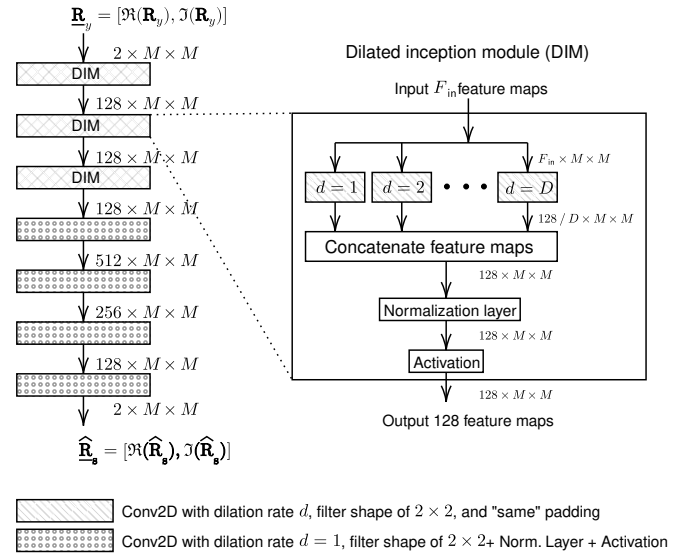 R_y = [ℜ(R_y), ℑ(R_y)]
2 × M × M
DIM
128 × M × M
DIM
128 × M × M
DIM
128 × M × M
512 × M × M
256 × M × M
128 × M × M
2 × M × M
R̂_s = [ℜ(R̂_s), ℑ(R̂_s)]
Dilated inception module (DIM)
Input F_in feature maps
F_in × M × M
d = 1 d = 2 • • • d = D
128 / D × M × M
Concatenate feature maps
128 × M × M
Normalization layer
128 × M × M
Activation
128 × M × M
Output 128 feature maps
Conv2D with dilation rate d, filter shape of 2 × 2, and "same" padding
Conv2D with dilation rate d = 1, filter shape of 2 × 2+ Norm. Layer + Activation